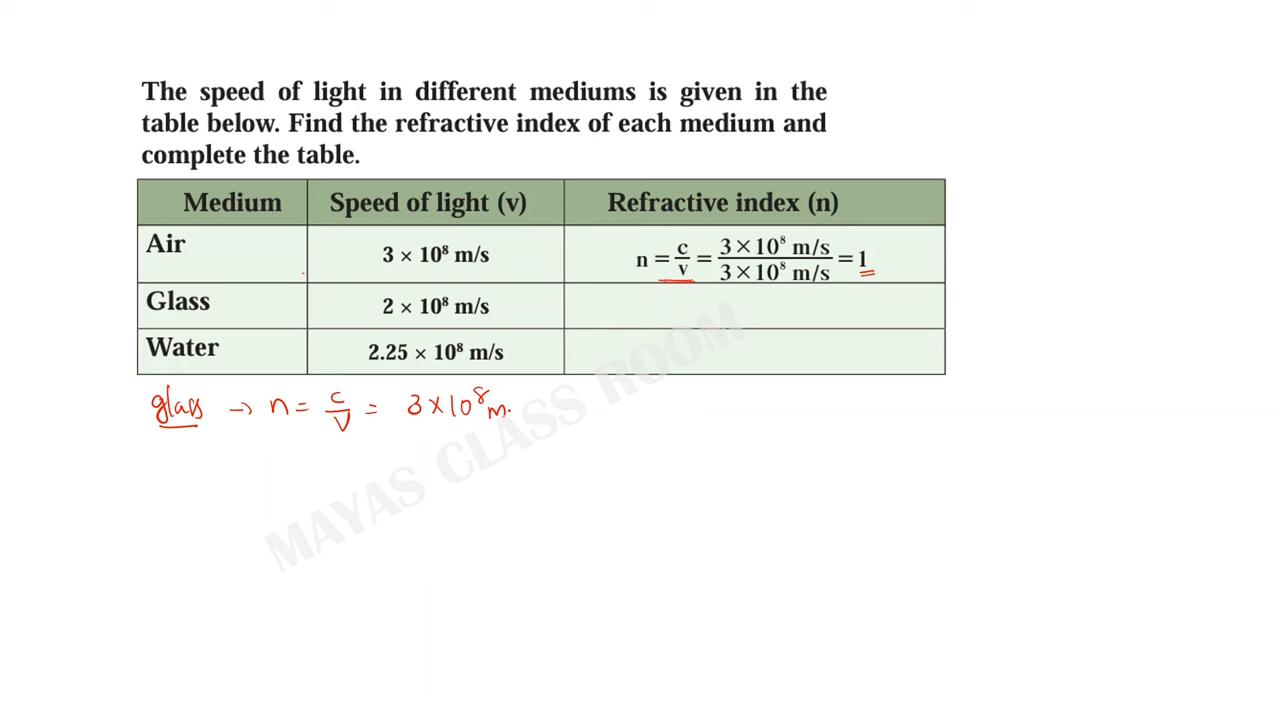 The speed of light in different mediums is given in the
table below. Find the refractive index of each medium and
complete the table.
Medium Speed of light (v) Refractive index (n)
Air 3 × 10⁸ m/s n = c/v = 3×10⁸ m/s / 3×10⁸ m/s = 1
Glass 2 × 10⁸ m/s
Water 2.25 × 10⁸ m/s
glass → n = c/v = 3×10⁸ m.
MAYAS CLASS ROOM